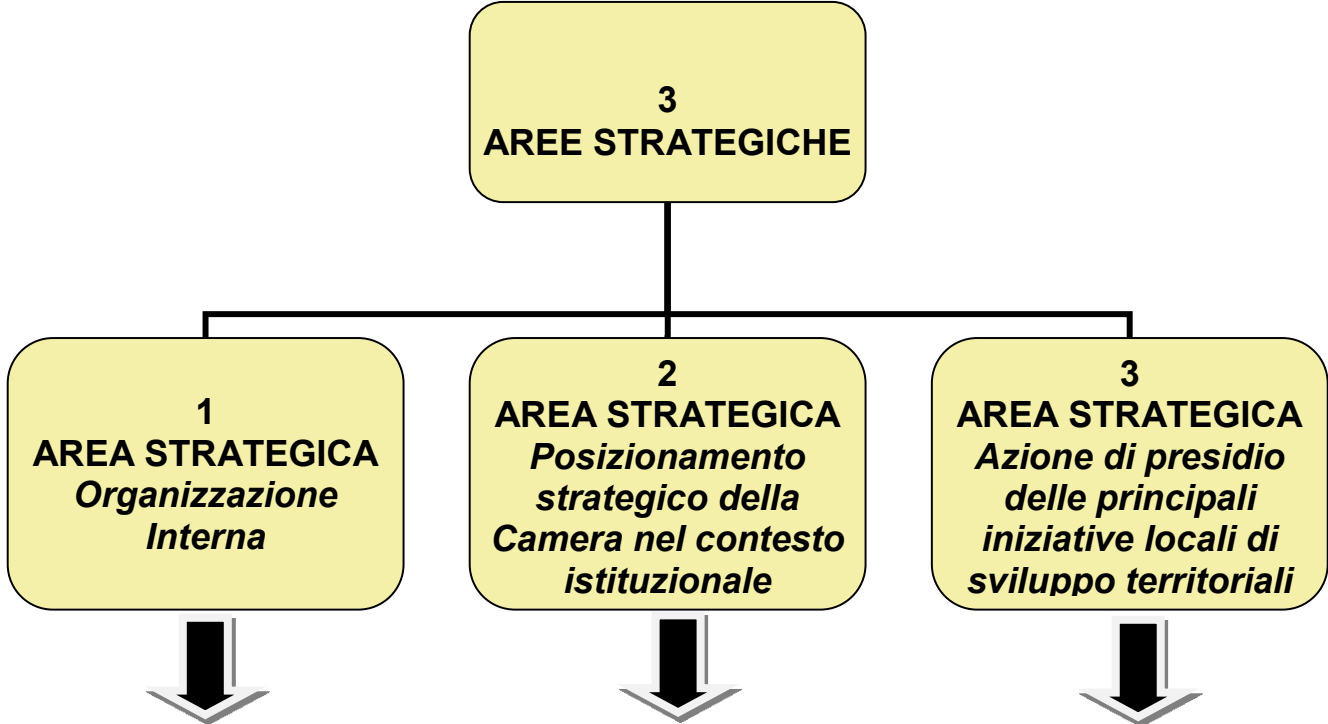 3
AREE STRATEGICHE
1
AREA STRATEGICA
Organizzazione
Interna
2
AREA STRATEGICA
Posizionamento
strategico della
Camera nel contesto
istituzionale
3
AREA STRATEGICA
Azione di presidio
delle principali
iniziative locali di
sviluppo territoriali